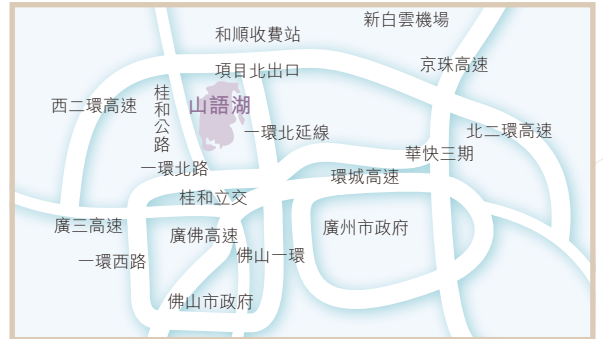 新白雲機場
和順收費站
京珠高速
項目北出口
西二環高速
桂和公路
山語湖
一環北延線
北二環高速
華快三期
一環北路
環城高速
桂和立交
廣三高速
廣佛高速
廣州市政府
一環西路
佛山一環
佛山市政府